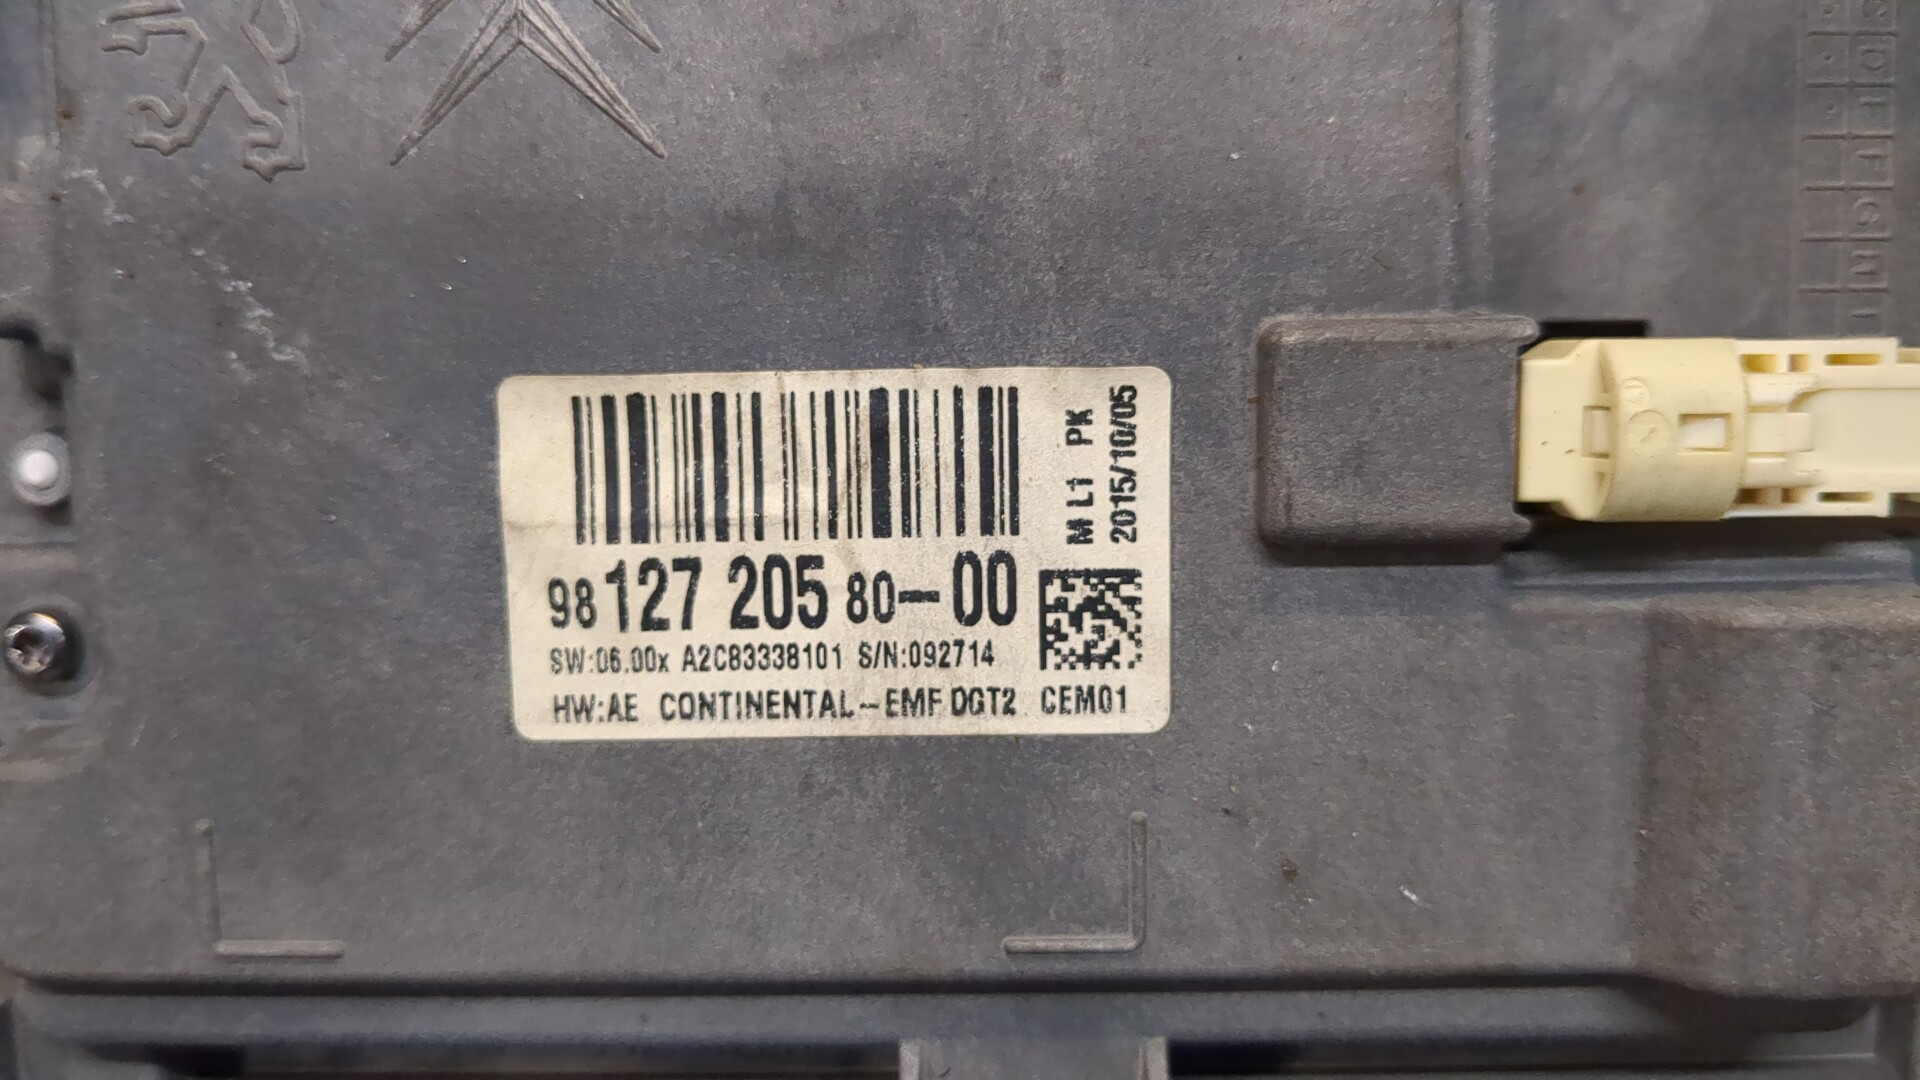 M L1 PK
2015/10/05
98 127 205 80-00
SW:06.00x A2C83338101 S/N:092714
HW:AE CONTINENTAL-EMF DGT2 CEM01
C
D
E
F
G
H
I